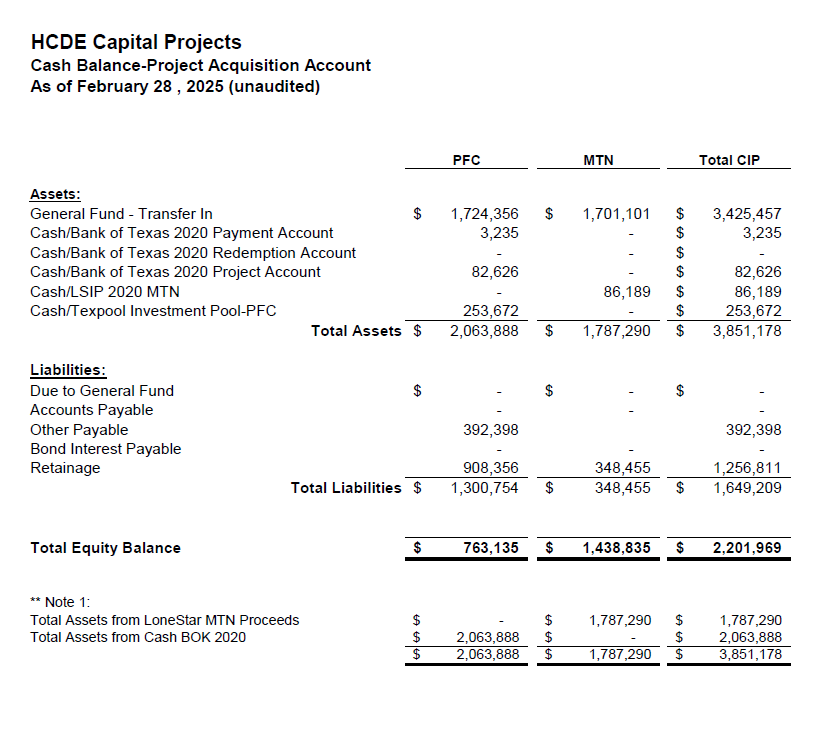 HCDE Capital Projects
Cash Balance-Project Acquisition Account
As of February 28 , 2025 (unaudited)
PFC MTN Total CIP
Assets:
General Fund - Transfer In $ 1,724,356 $ 1,701,101 $ 3,425,457
Cash/Bank of Texas 2020 Payment Account 3,235 - $ 3,235
Cash/Bank of Texas 2020 Redemption Account - - $ -
Cash/Bank of Texas 2020 Project Account 82,626 - $ 82,626
Cash/LSIP 2020 MTN - 86,189 $ 86,189
Cash/Texpool Investment Pool-PFC 253,672 - $ 253,672
Total Assets $ 2,063,888 $ 1,787,290 $ 3,851,178
Liabilities:
Due to General Fund $ - $ - $ -
Accounts Payable - - -
Other Payable 392,398 392,398
Bond Interest Payable - - -
Retainage 908,356 348,455 1,256,811
Total Liabilities $ 1,300,754 $ 348,455 $ 1,649,209
Total Equity Balance $ 763,135 $ 1,438,835 $ 2,201,969
** Note 1:
Total Assets from LoneStar MTN Proceeds $ - $ 1,787,290 $ 1,787,290
Total Assets from Cash BOK 2020 $ 2,063,888 $ - $ 2,063,888
$ 2,063,888 $ 1,787,290 $ 3,851,178